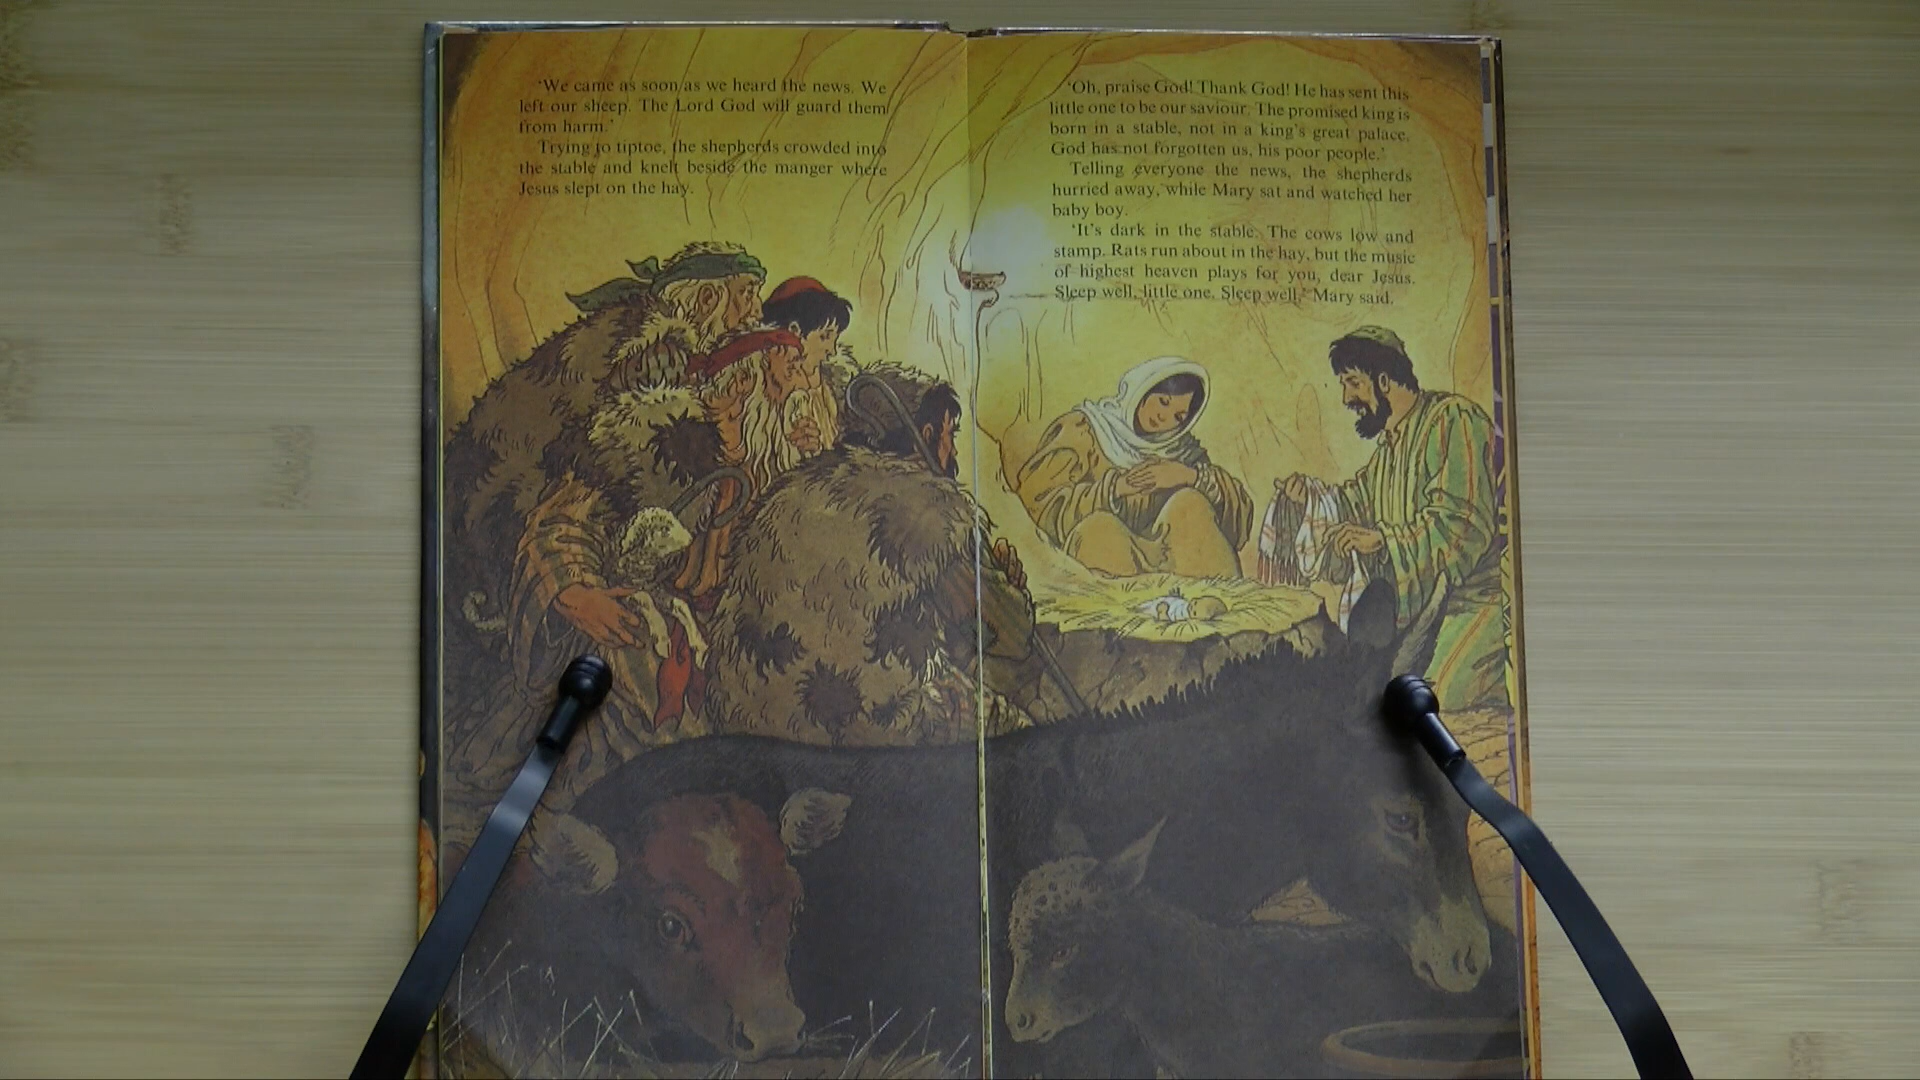 ‘We came as soon as we heard the news. We
left our sheep. The Lord God will guard them
from harm.’
Trying to tiptoe, the shepherds crowded into
the stable and knelt beside the manger where
Jesus slept on the hay.
‘Oh, praise God! Thank God! He has sent this
little one to be our saviour. The promised king is
born in a stable, not in a king’s great palace.
God has not forgotten us, his poor people.’
Telling everyone the news, the shepherds
hurried away, while Mary sat and watched her
baby boy.
‘It’s dark in the stable. The cows low and
stamp. Rats run about in the hay, but the music
of highest heaven plays for you, dear Jesus.
Sleep well, little one. Sleep well,’ Mary said.